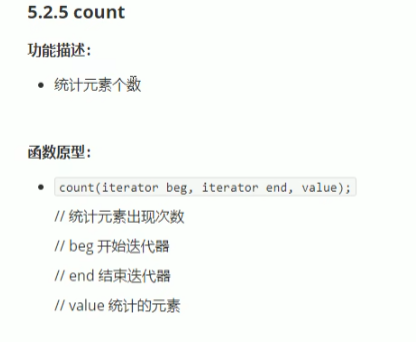 5.2.5 count
功能描述：
统计元素个数
函数原型：
count(iterator beg, iterator end, value);
// 统计元素出现次数
// beg 开始迭代器
// end 结束迭代器
// value 统计的元素